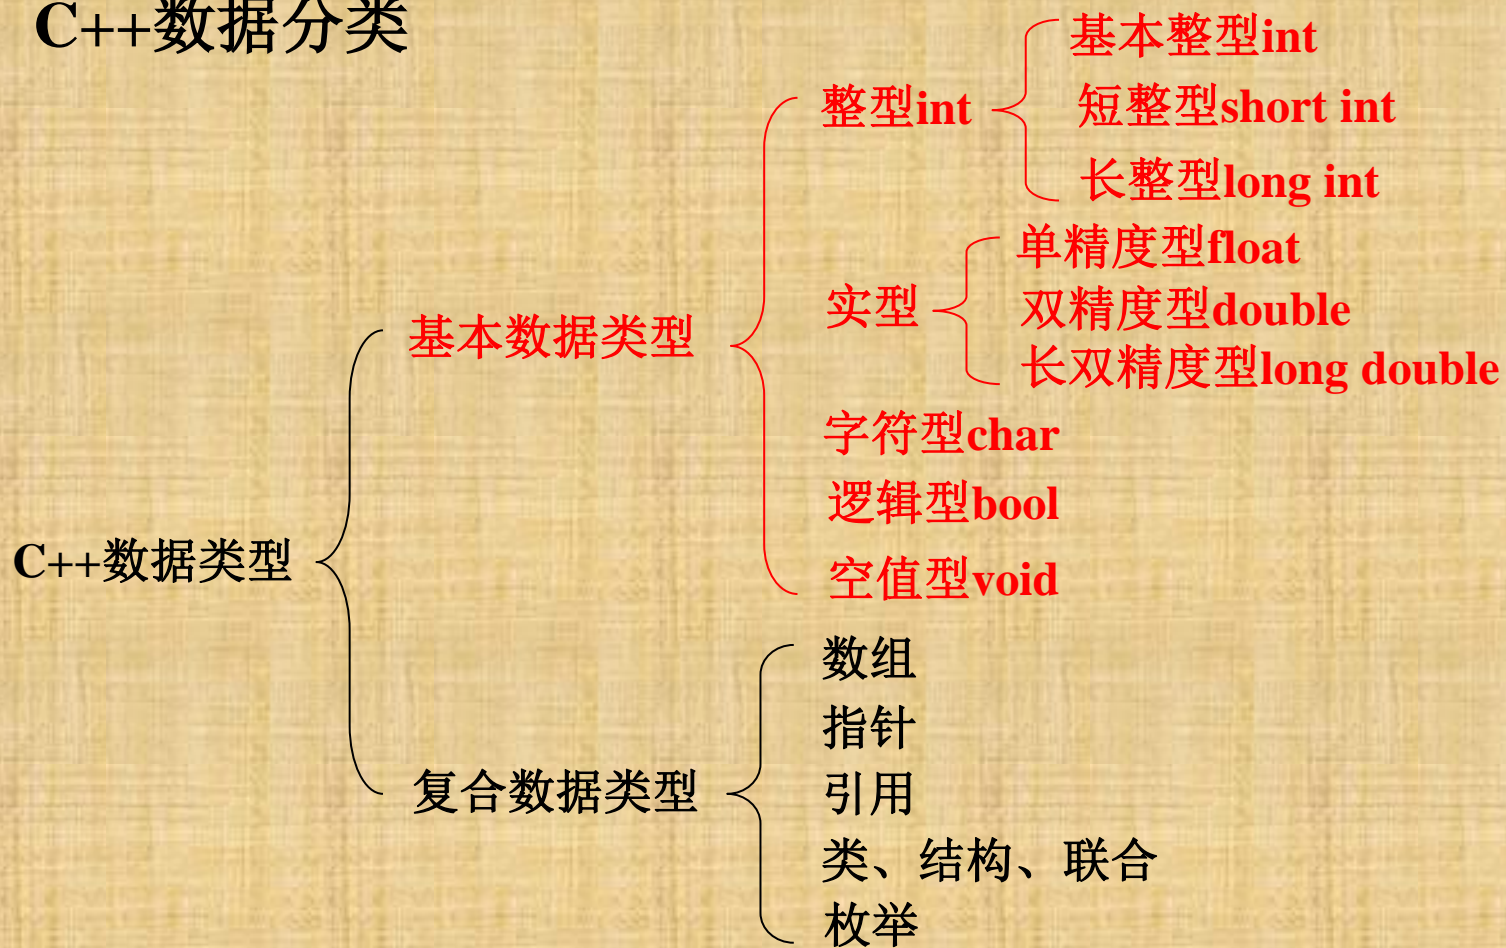 C++数据分类
基本整型int
整型int
短整型short int
长整型long int
单精度型float
实型
双精度型double
长双精度型long double
基本数据类型
字符型char
逻辑型bool
空值型void
C++数据类型
数组
指针
引用
复合数据类型
类、结构、联合
枚举